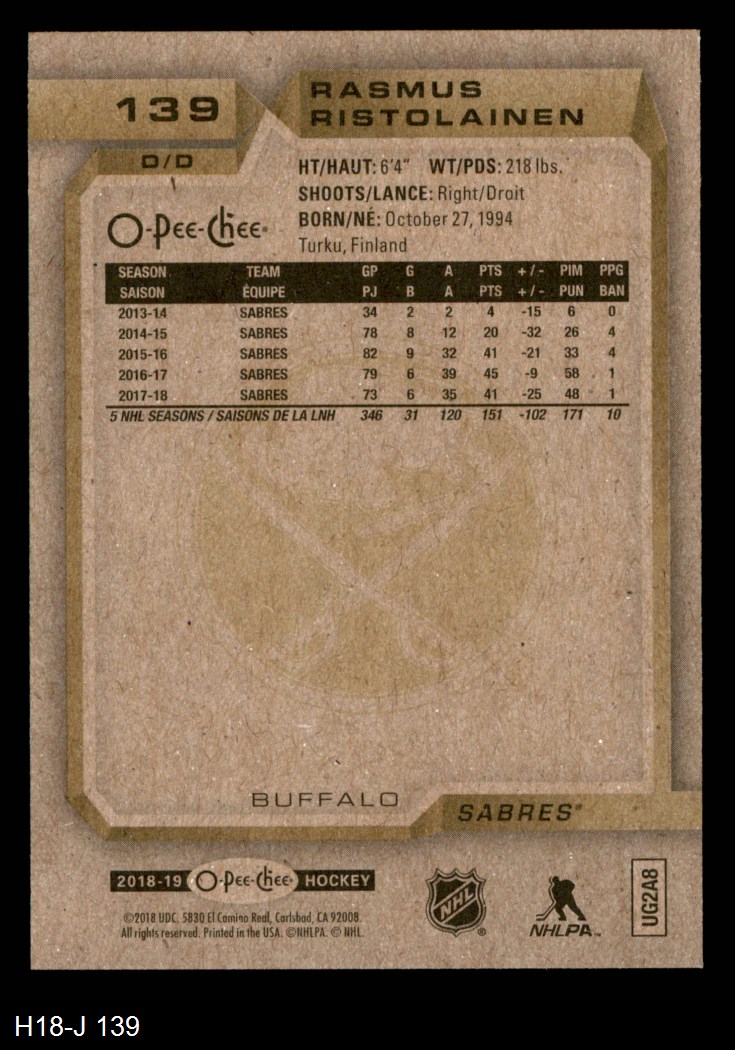 139
RASMUS
RISTOLAINEN
D/D
HT/HAUT: 6'4" WT/PDS: 218 lbs.
SHOOTS/LANCE: Right/Droit
BORN/NÉ: October 27, 1994
Turku, Finland
O-Pee-Chee®
SEASON TEAM GP G A PTS +/- PIM PPG
SAISON ÉQUIPE PJ B A PTS +/- PUN BAN
2013-14 SABRES 34 2 2 4 -15 6 0
2014-15 SABRES 78 8 12 20 -32 26 4
2015-16 SABRES 82 9 32 41 -21 33 4
2016-17 SABRES 79 6 39 45 -9 58 1
2017-18 SABRES 73 6 35 41 -25 48 1
5 NHL SEASONS / SAISONS DE LA LNH 346 31 120 151 -102 171 10
BUFFALO
SABRES®
2018-19 O-Pee-Chee® HOCKEY
©2018 UDC. 5830 El Camino Real, Carlsbad, CA 92008.
All rights reserved. Printed in the USA. ©NHLPA. © NHL.
NHL®
NHLPA™
UG2A8
H18-J 139